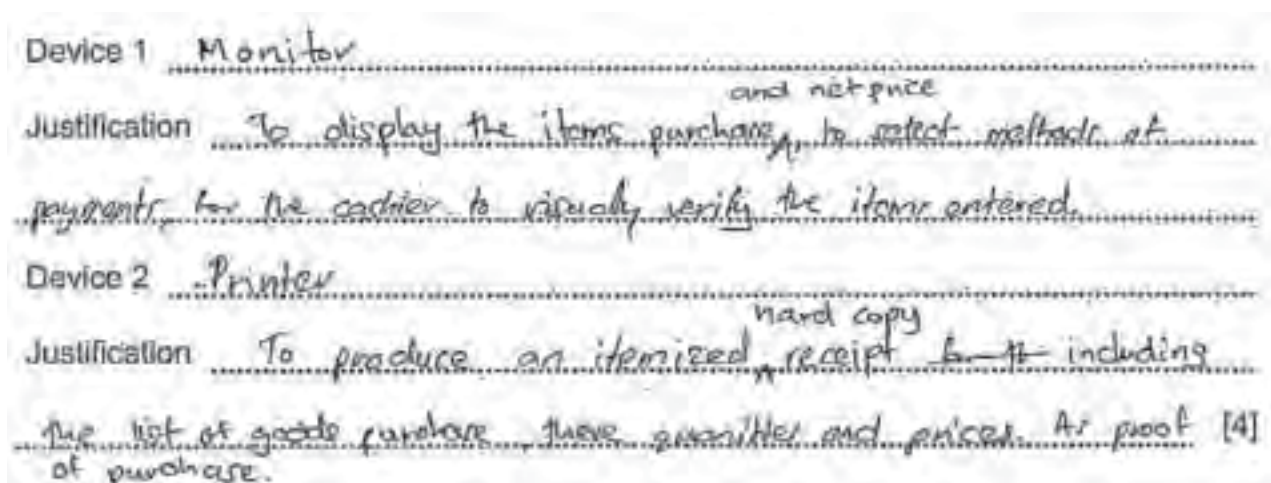 Device 1 Monitor
and net price
Justification To display the items purchase, to select methods of
payments, for the cashier to visually verify the items entered.
Device 2 Printer
hard copy
Justification To produce an itemized receipt including
the list of goods purchase, there quanitites and prices. As proof [4]
of purchase.